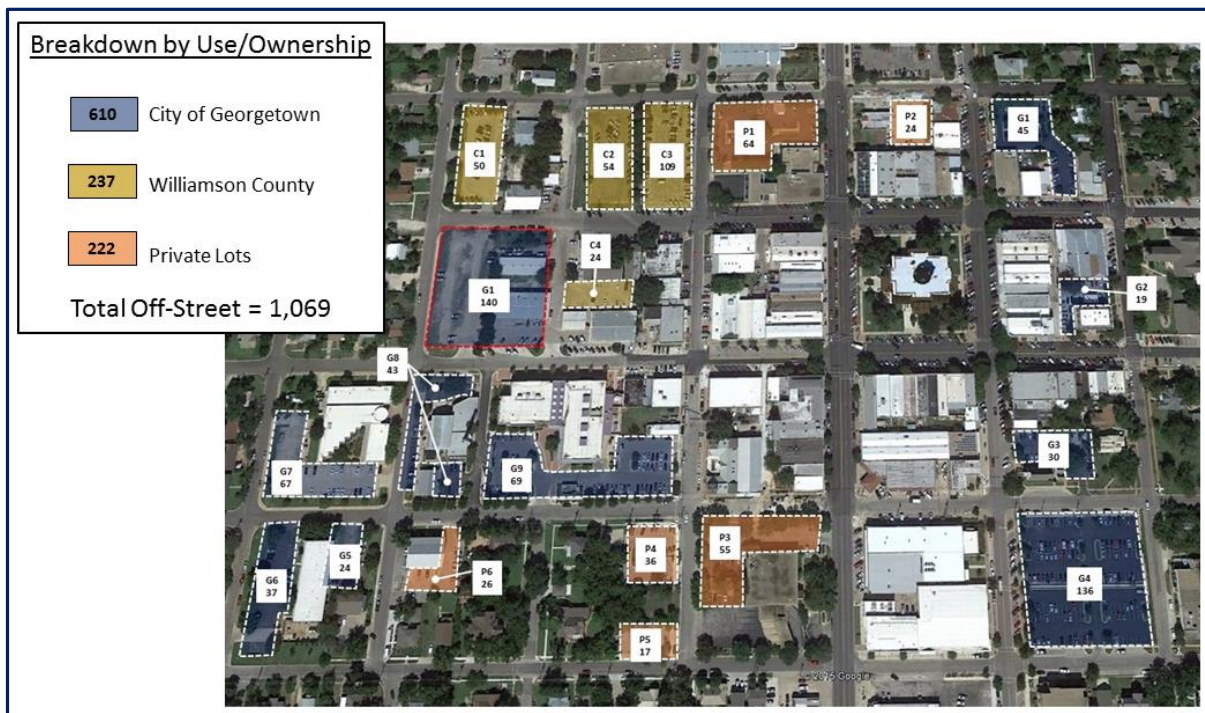 Breakdown by Use/Ownership
610 City of Georgetown
237 Williamson County
222 Private Lots
Total Off-Street = 1,069
C1
50
C2
54
C3
109
P1
64
P2
24
G1
45
G1
140
C4
24
G2
19
G8
43
G7
67
G9
69
G3
30
G6
37
G5
24
P6
26
P4
36
P3
55
P5
17
G4
136
Google